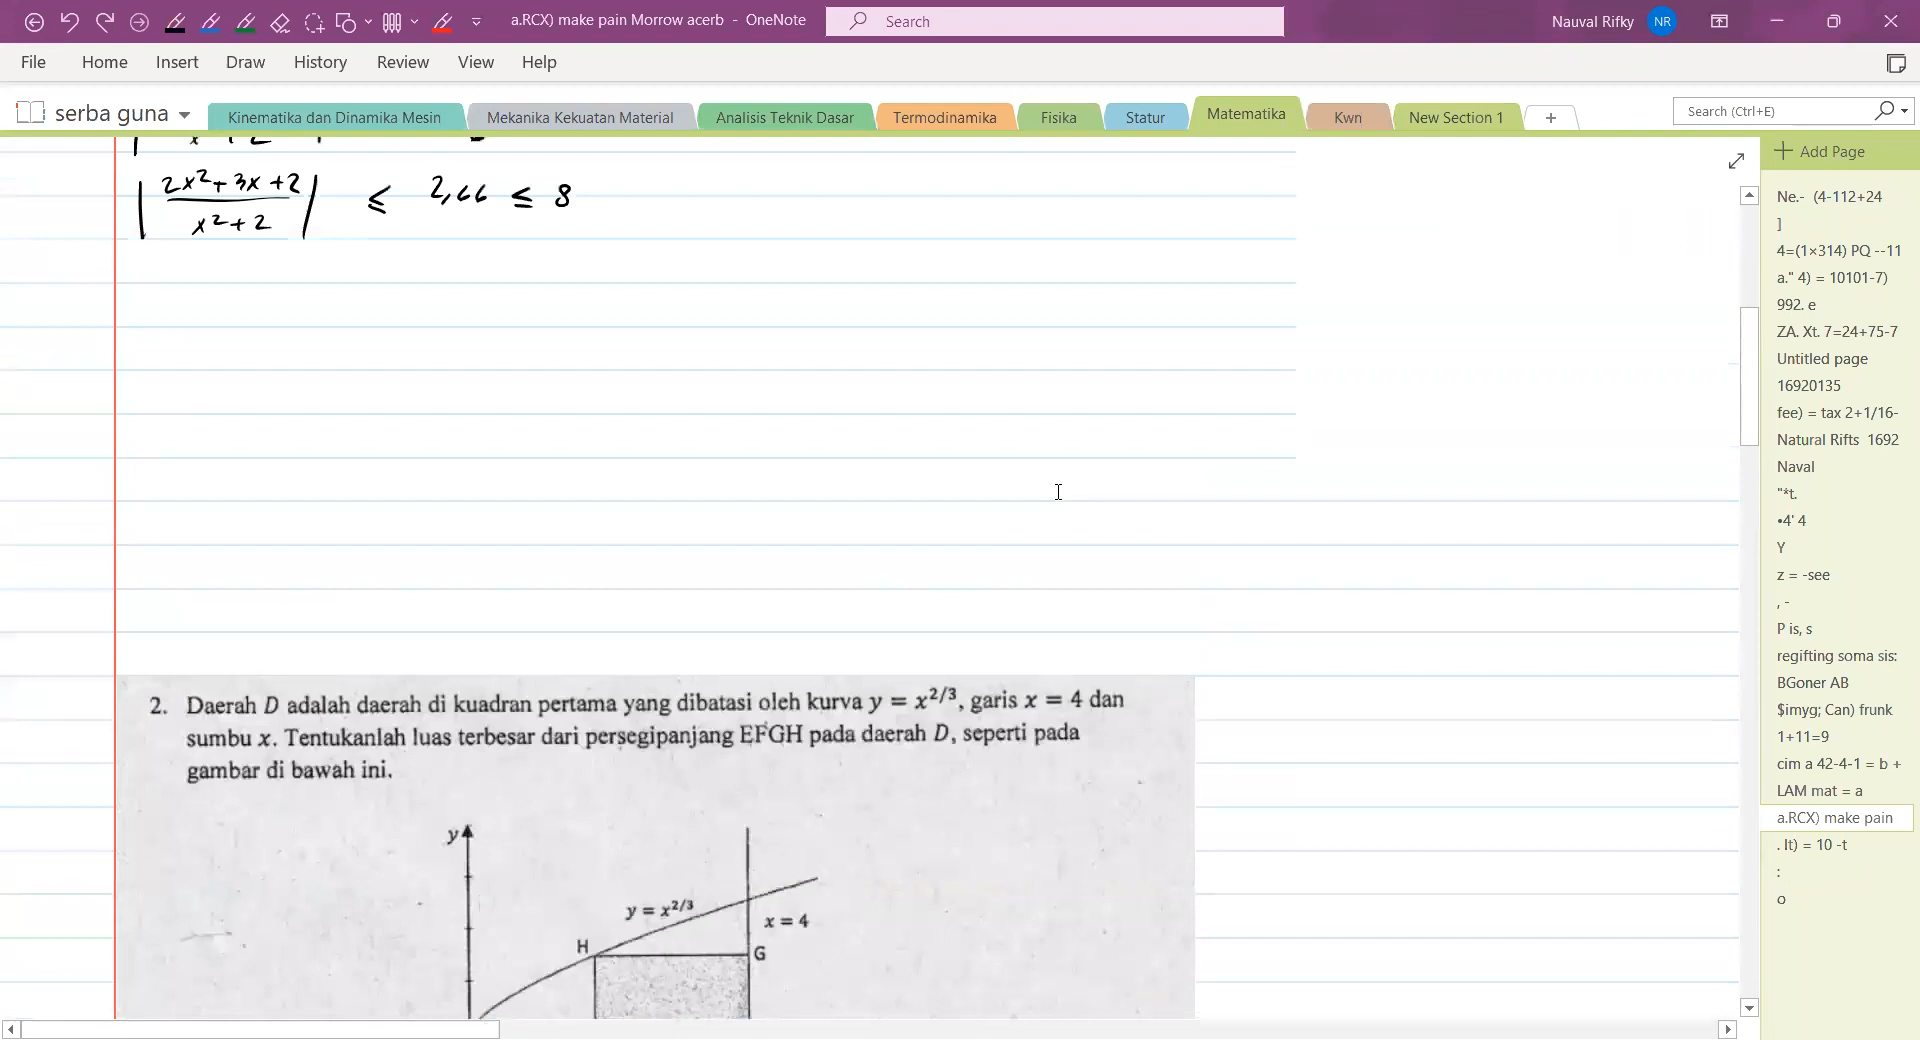 a.RCX) make pain Morrow acerb - OneNote
Search
Nauval Rifky NR
File Home Insert Draw History Review View Help
serba guna
Kinematika dan Dinamika Mesin
Mekanika Kekuatan Material
Analisis Teknik Dasar
Termodinamika
Fisika
Statur
Matematika
Kwn
New Section 1
+
Search (Ctrl+E)
Add Page
| 2x²+3x+2 / x²+2 | ≤ 2,66 ≤ 8
2. Daerah D adalah daerah di kuadran pertama yang dibatasi oleh kurva y = x^2/3, garis x = 4 dan
sumbu x. Tentukanlah luas terbesar dari persegipanjang EFGH pada daerah D, seperti pada
gambar di bawah ini.
y
y = x^2/3
x = 4
H
G
Ne.- (4-112+24
]
4=(1×314) PQ --11
a." 4) = 10101-7)
992. e
ZA. Xt. 7=24+75-7
Untitled page
16920135
fee) = tax 2+1/16-
Natural Rifts 1692
Naval
"*t.
•4' 4
Y
z = -see
, -
P is, s
regifting soma sis:
BGoner AB
$imyg; Can) frunk
1+11=9
cim a 42-4-1 = b +
LAM mat = a
a.RCX) make pain
. It) = 10 -t
:
o